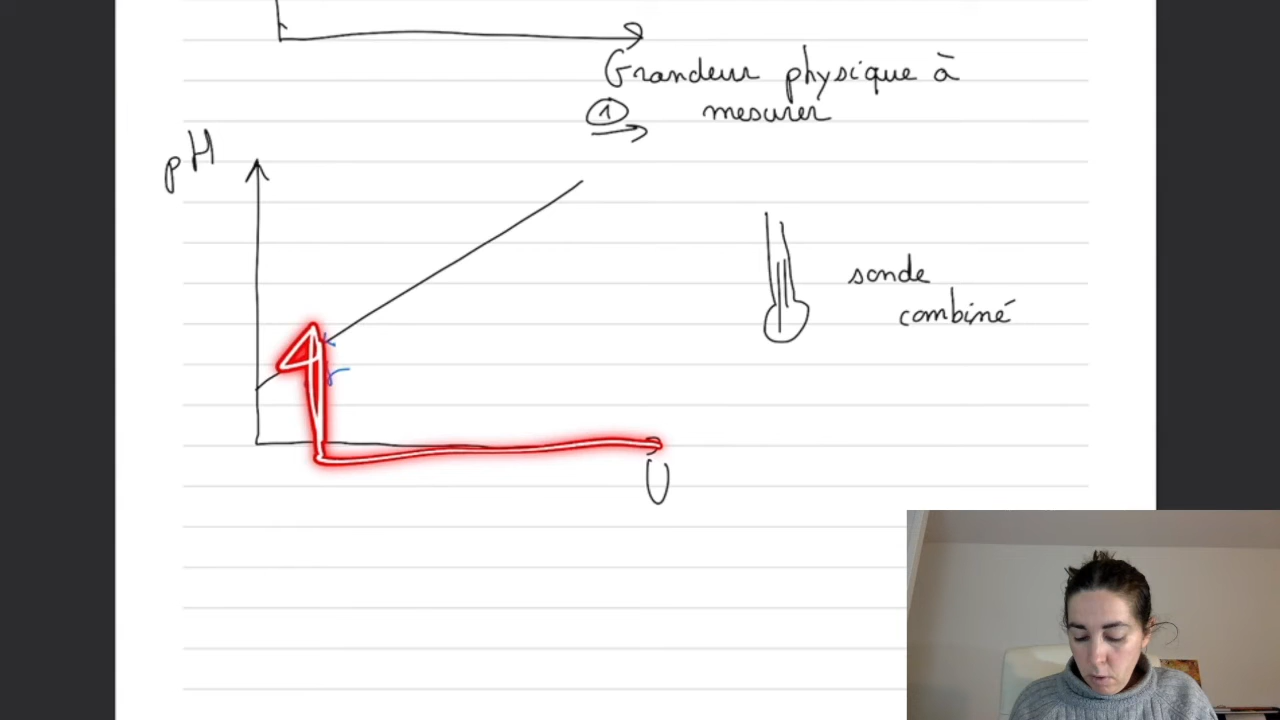 Grandeur physique à
① mesurer
pH
sonde
combiné
U